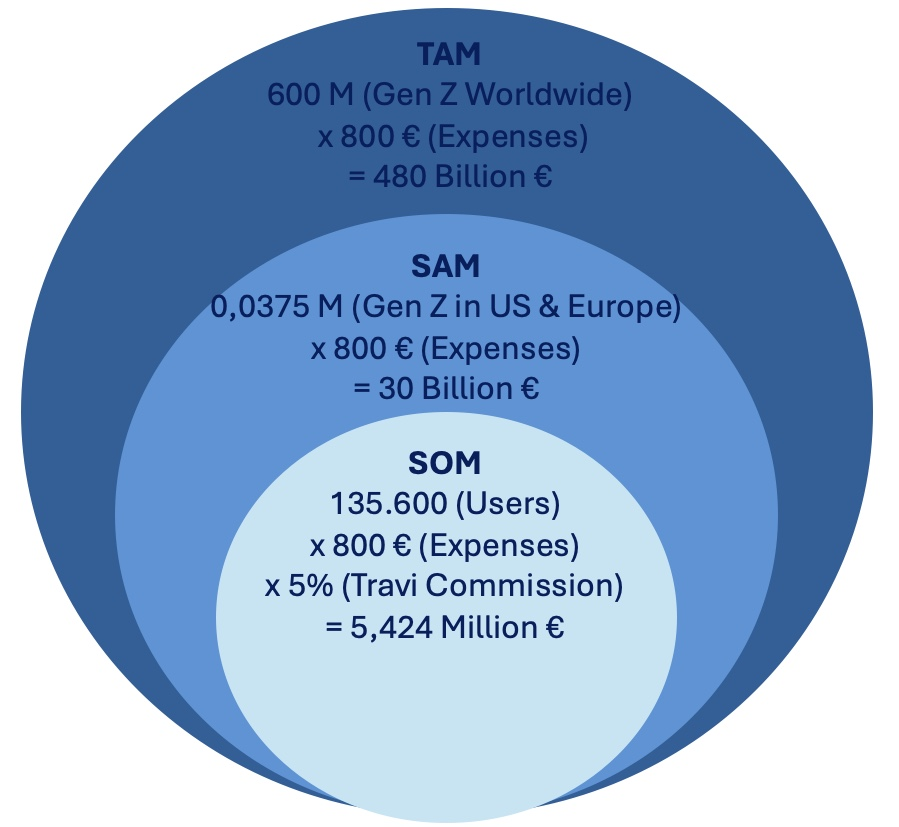 TAM
600 M (Gen Z Worldwide)
x 800 € (Expenses)
= 480 Billion €
SAM
0,0375 M (Gen Z in US & Europe)
x 800 € (Expenses)
= 30 Billion €
SOM
135.600 (Users)
x 800 € (Expenses)
x 5% (Travi Commission)
= 5,424 Million €